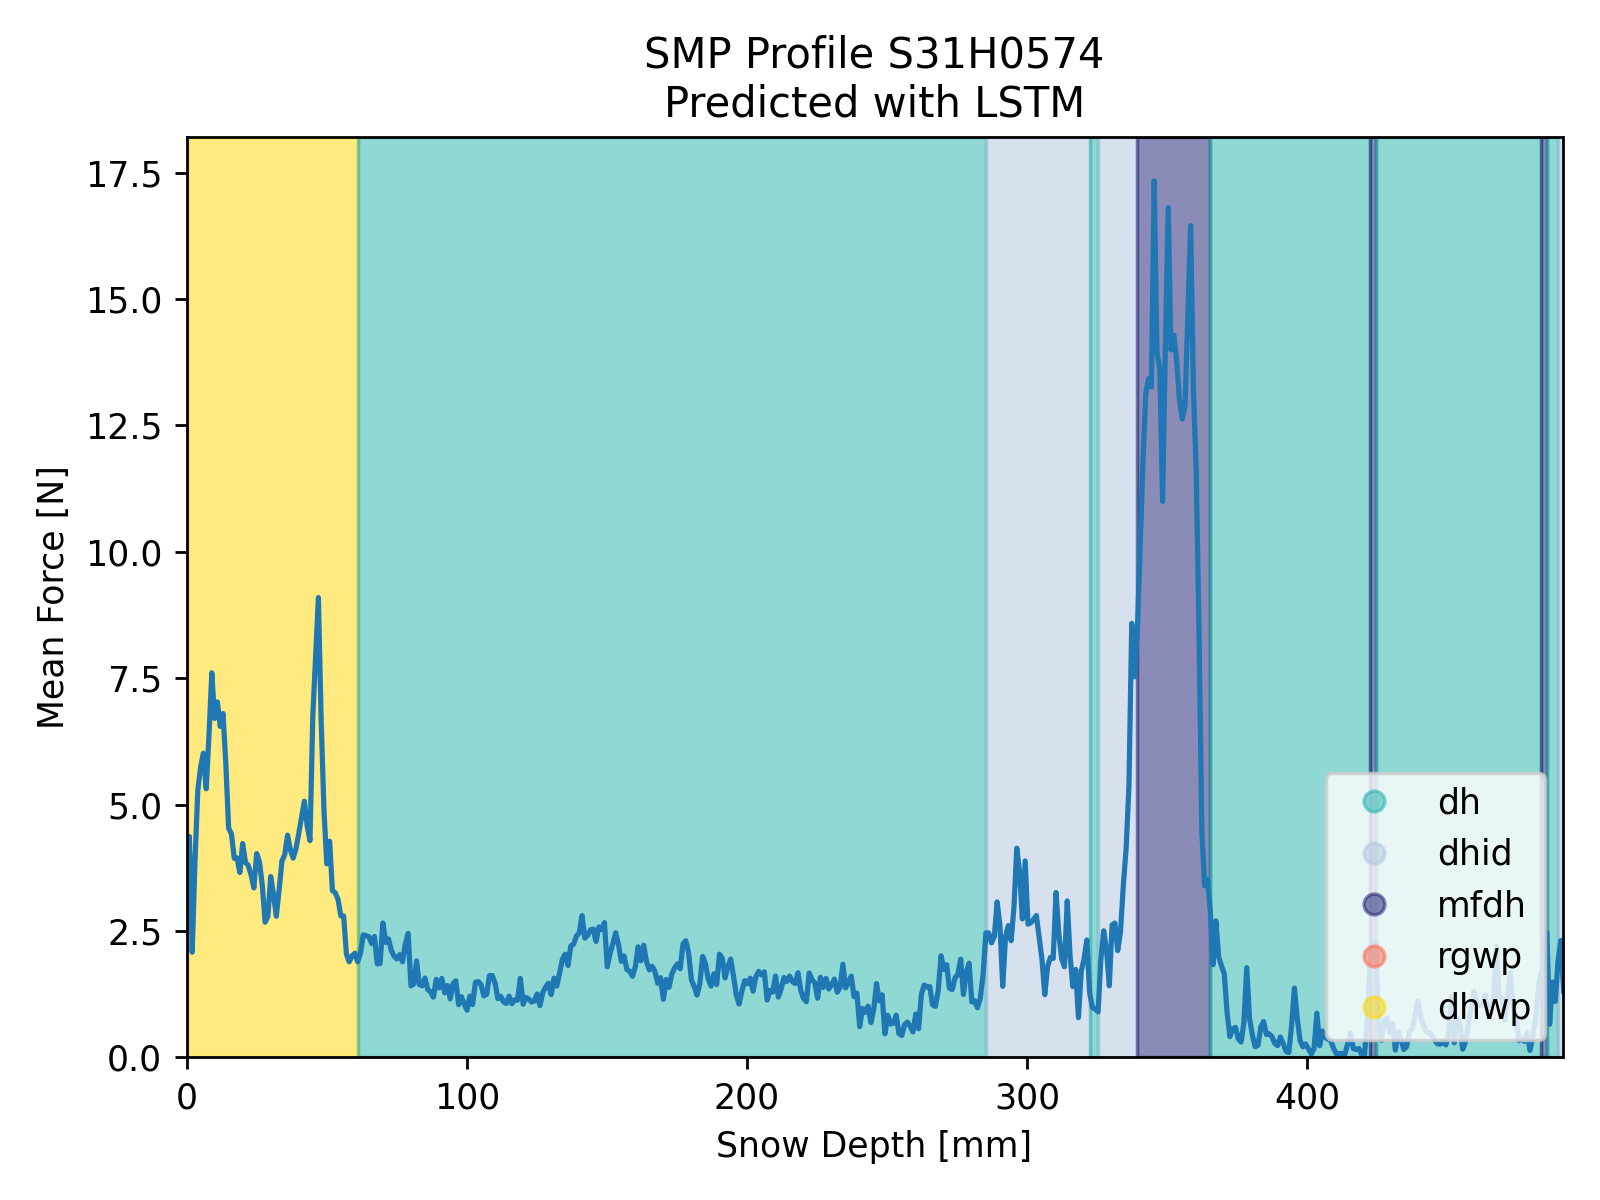 SMP Profile S31H0574
Predicted with LSTM
17.5
15.0
12.5
10.0
7.5
5.0
2.5
0.0
Mean Force [N]
dh
dhid
mfdh
rgwp
dhwp
0
100
200
300
400
Snow Depth [mm]